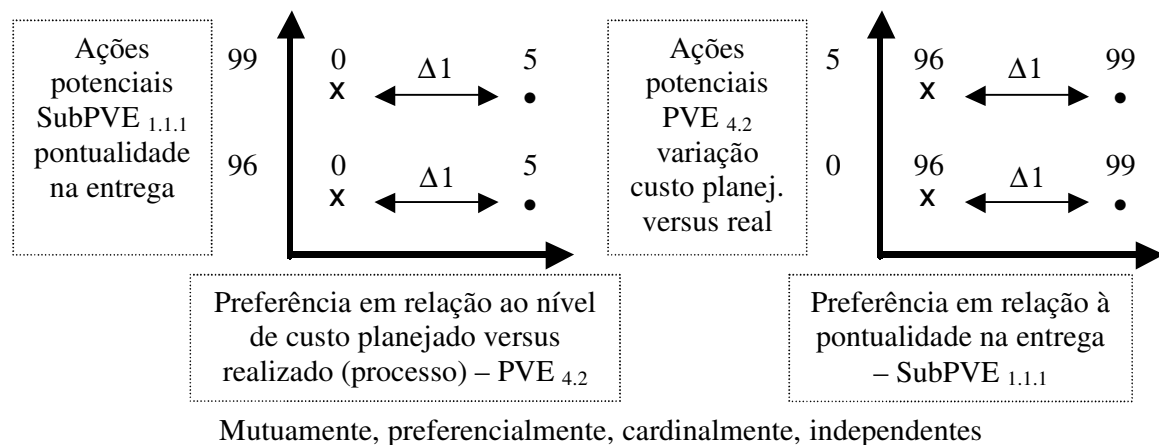 Ações
potenciais
SubPVE 1.1.1
pontualidade
na entrega
99 0 Δ1 5
x •
96 0 Δ1 5
x •
Preferência em relação ao nível
de custo planejado versus
realizado (processo) – PVE 4.2
Ações
potenciais
PVE 4.2
variação
custo planej.
versus real
5 96 Δ1 99
x •
0 96 Δ1 99
x •
Preferência em relação à
pontualidade na entrega
– SubPVE 1.1.1
Mutuamente, preferencialmente, cardinalmente, independentes